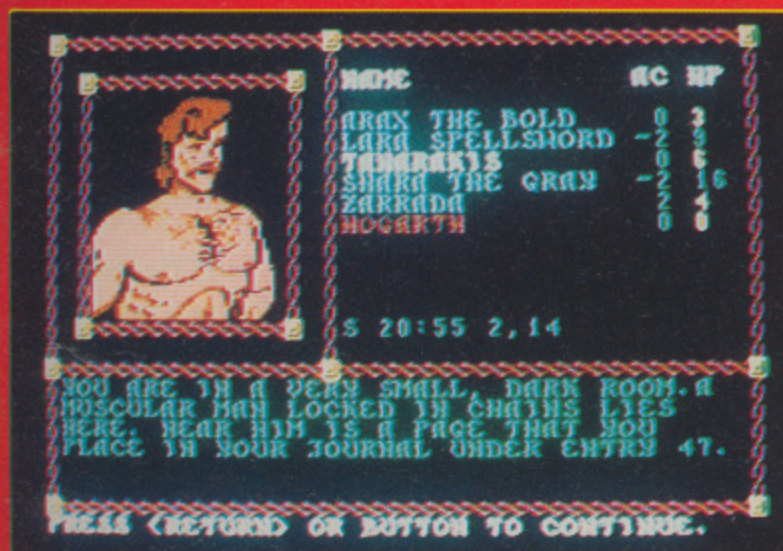 NAME AC HP
ARAX THE BOLD 0 3
LARA SPELLSWORD -2 9
TANARAKIS 0 6
SHARA THE GRAY -2 16
ZARRADA 2 4
HOGARTH 0 0
S 20:55 2,14
YOU ARE IN A VERY SMALL, DARK ROOM.A
MUSCULAR MAN LOCKED IN CHAINS LIES
HERE. NEAR HIM IS A PAGE THAT YOU
PLACE IN YOUR JOURNAL UNDER ENTRY 47.
PRESS <RETURN> OR BUTTON TO CONTINUE.